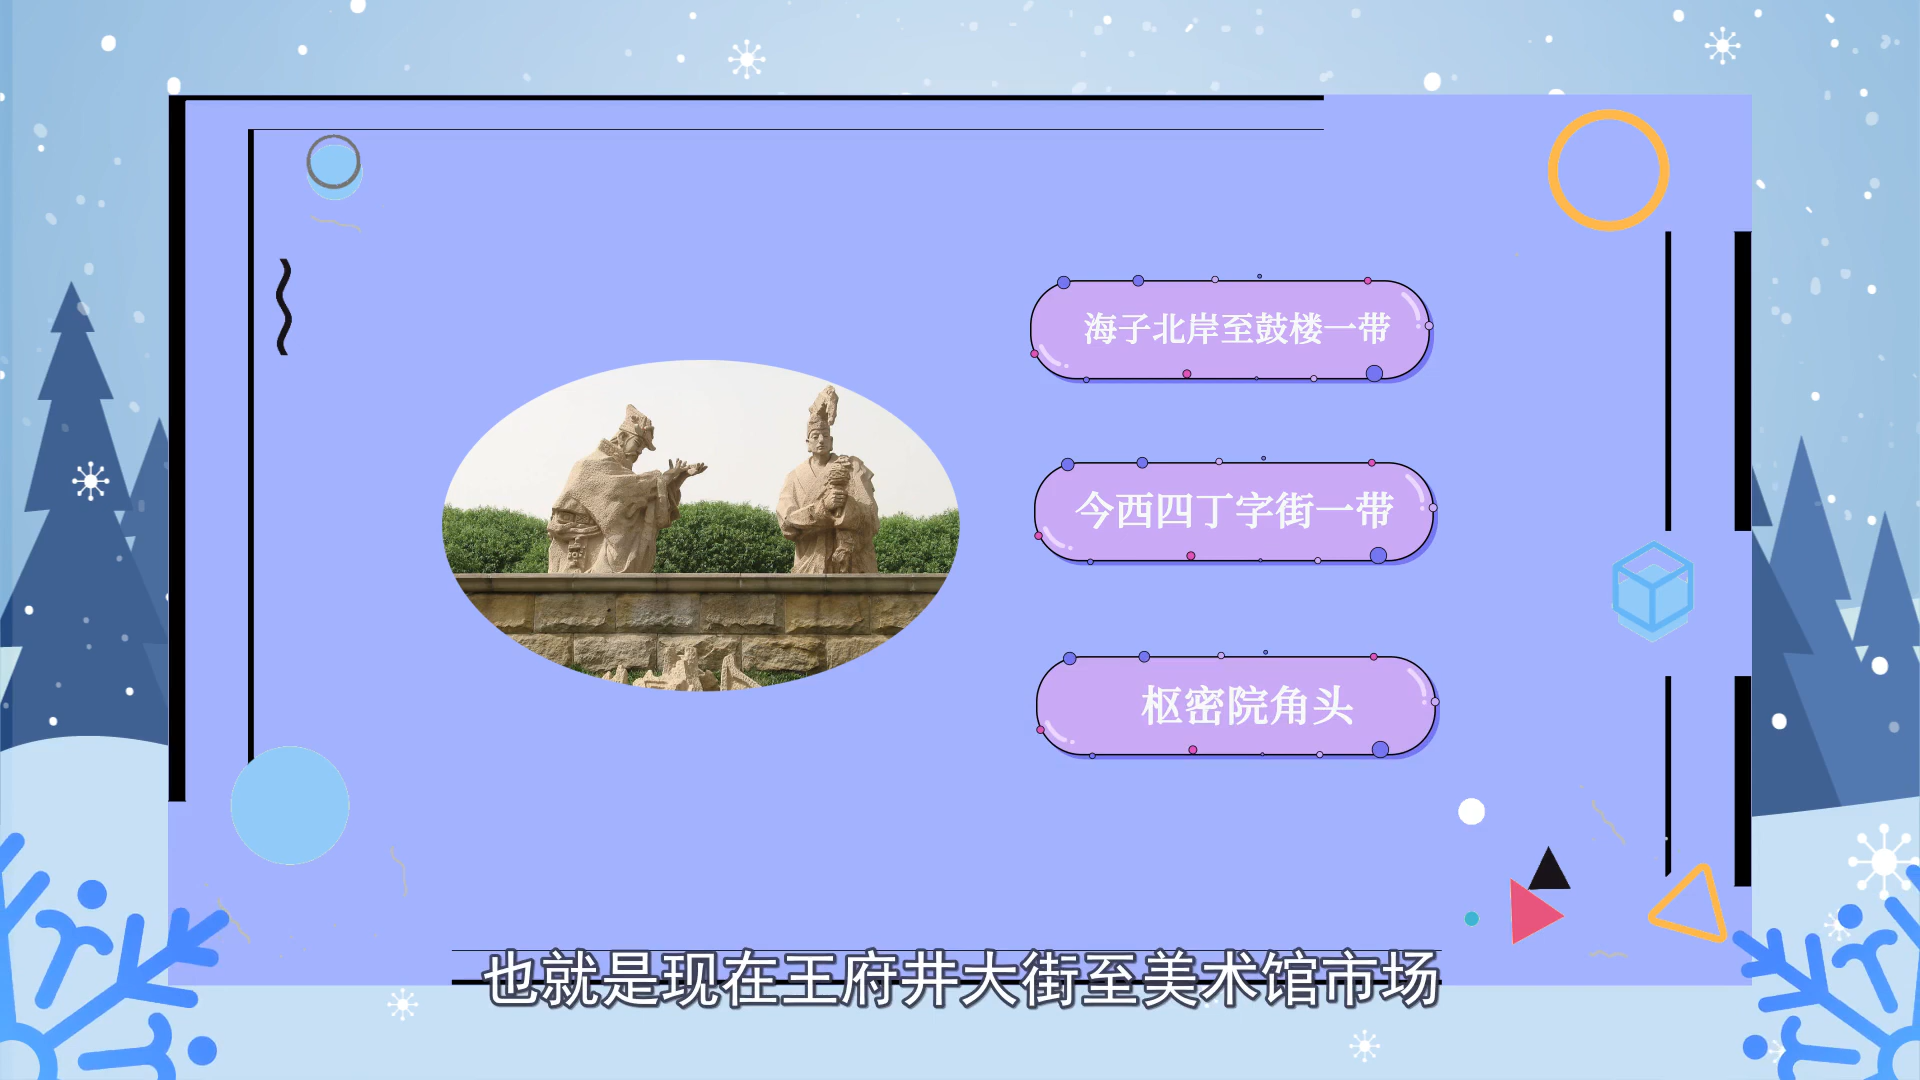 海子北岸至鼓楼一带
今西四丁字街一带
枢密院角头
也就是现在王府井大街至美术馆市场